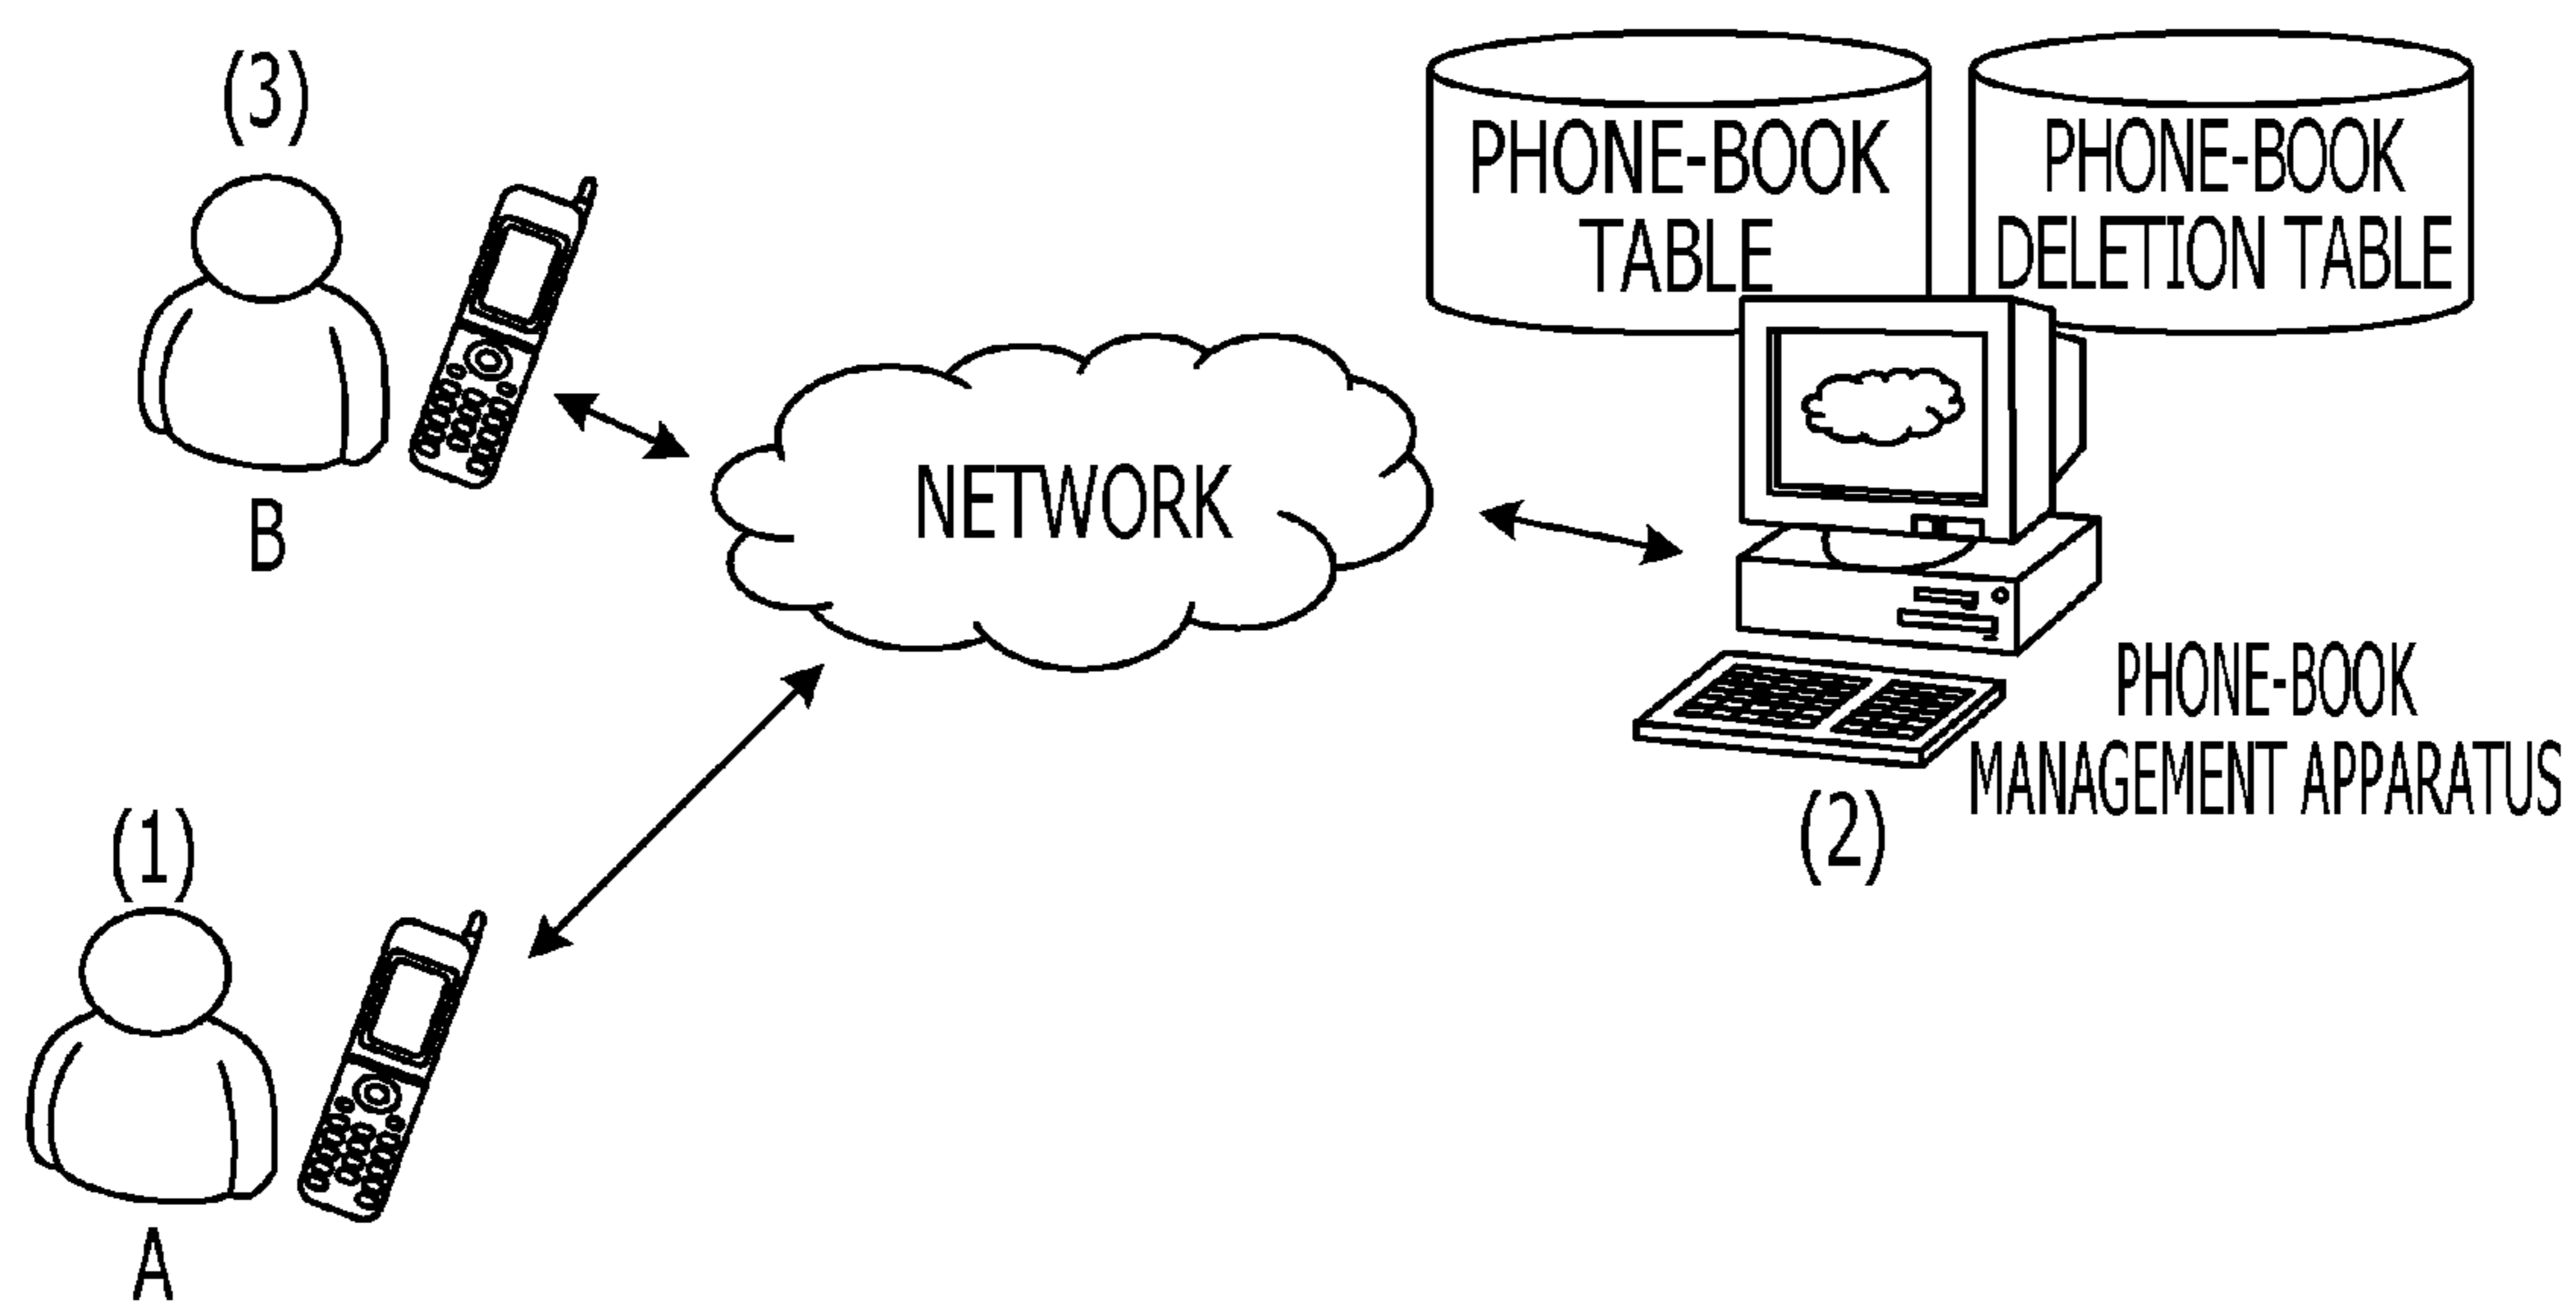 (3)
B
PHONE-BOOK
TABLE
PHONE-BOOK
DELETION TABLE
NETWORK
PHONE-BOOK
MANAGEMENT APPARATUS
(2)
(1)
A